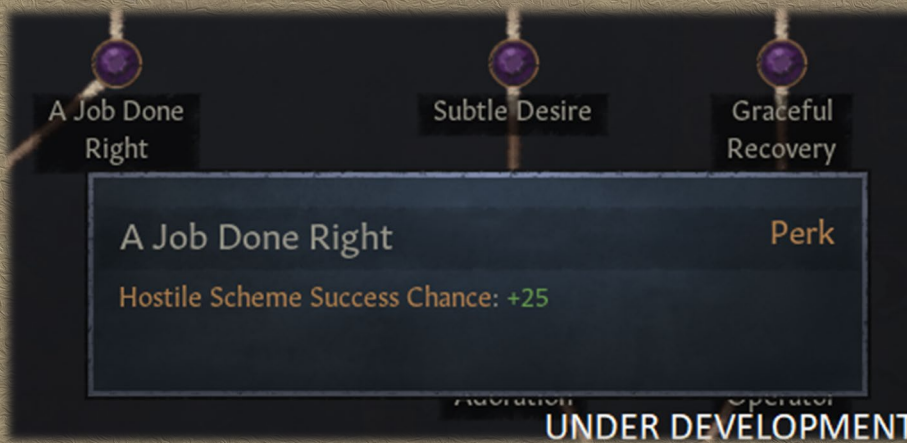 A Job Done
Right
Subtle Desire
Graceful
Recovery
A Job Done Right
Perk
Hostile Scheme Success Chance: +25
Adoration
Operator
UNDER DEVELOPMENT